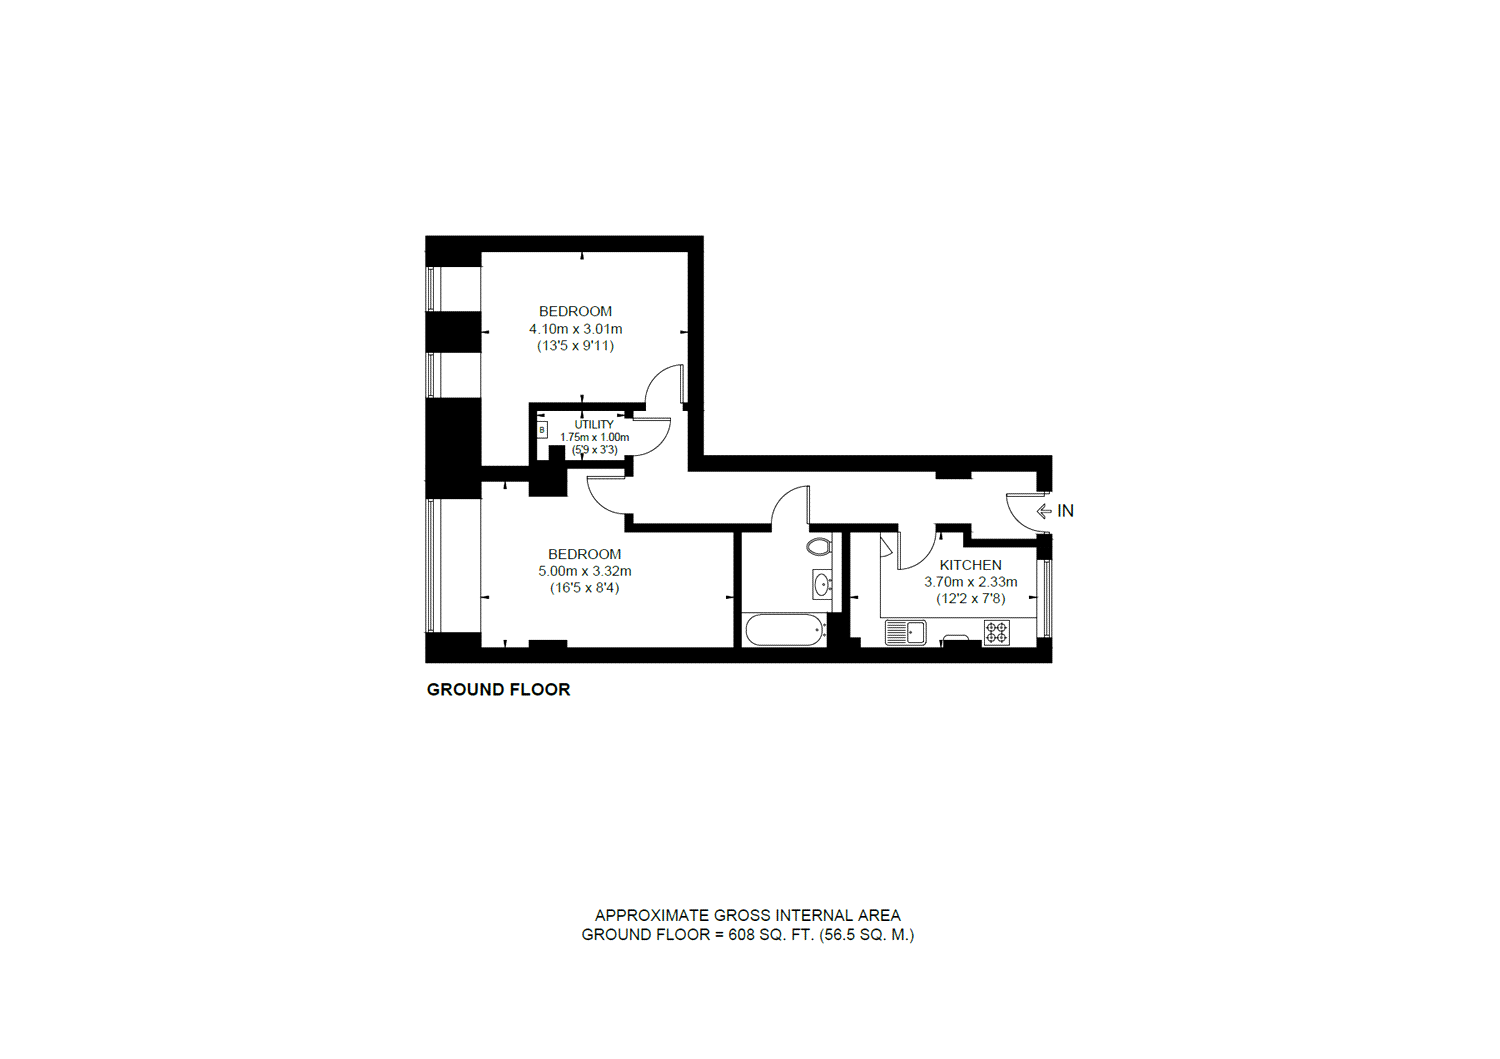 BEDROOM
4.10m x 3.01m
(13'5 x 9'11)
UTILITY
1.75m x 1.00m
(5'9 x 3'3)
B
IN
BEDROOM
5.00m x 3.32m
(16'5 x 8'4)
KITCHEN
3.70m x 2.33m
(12'2 x 7'8)
GROUND FLOOR
APPROXIMATE GROSS INTERNAL AREA
GROUND FLOOR = 608 SQ. FT. (56.5 SQ. M.)